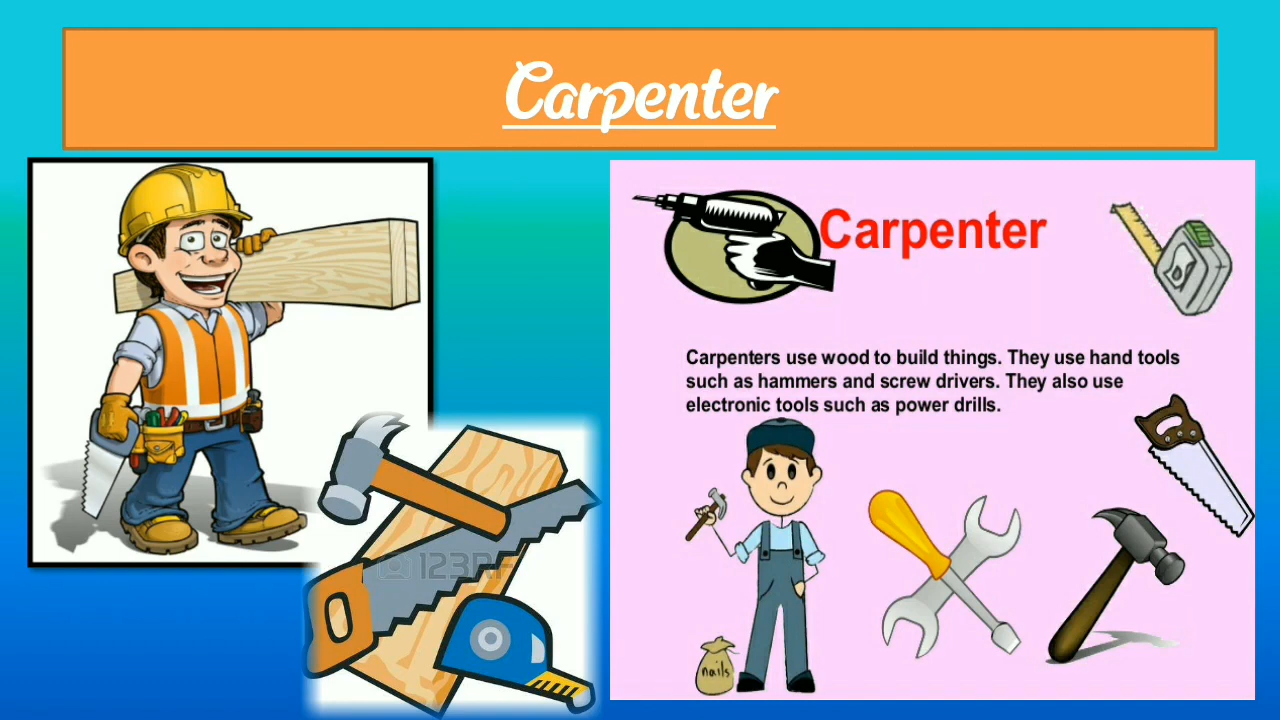 Carpenter
Carpenter
Carpenters use wood to build things. They use hand tools
such as hammers and screw drivers. They also use
electronic tools such as power drills.
123RF
nails